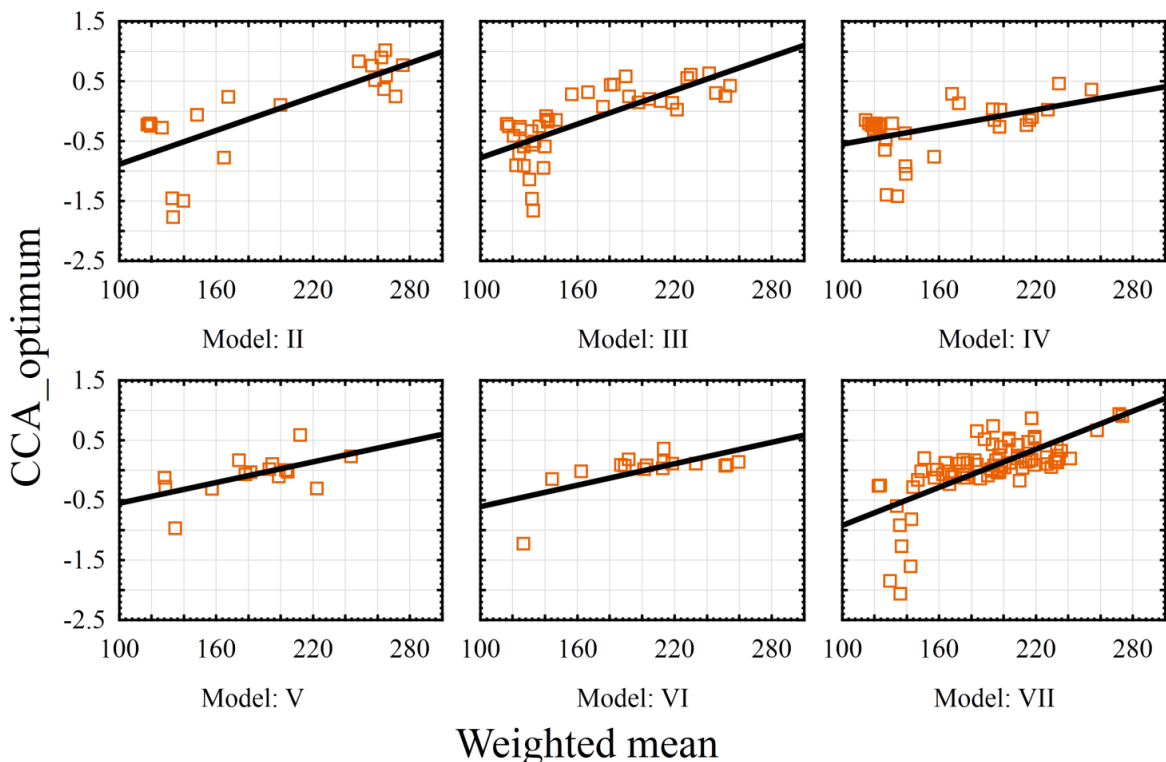 CCA_optimum
1.5
0.5
-0.5
-1.5
-2.5
100 160 220 280
100 160 220 280
100 160 220 280
Model: II
Model: III
Model: IV
1.5
0.5
-0.5
-1.5
-2.5
100 160 220 280
100 160 220 280
100 160 220 280
Model: V
Model: VI
Model: VII
Weighted mean